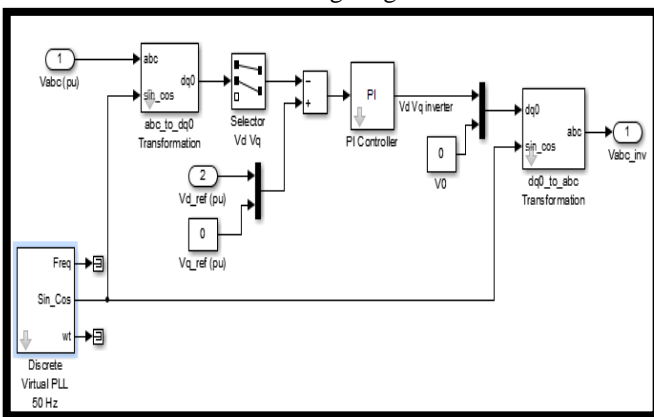 1
Vabc (pu)
abc
sin_cos
dq0
abc_to_dq0
Transformation
Selector
Vd Vq
-
+
PI
PI Controller
Vd Vq inverter
0
V0
dq0
sin_cos
abc
dq0_to_abc
Transformation
1
Vabc_inv
2
Vd_ref (pu)
0
Vq_ref (pu)
Freq
Sin_Cos
wt
Discrete
Virtual PLL
50 Hz